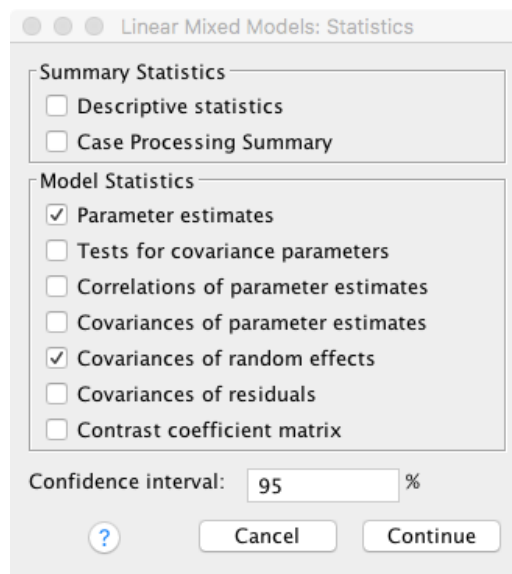 Linear Mixed Models: Statistics
Summary Statistics
Descriptive statistics
Case Processing Summary
Model Statistics
Parameter estimates
Tests for covariance parameters
Correlations of parameter estimates
Covariances of parameter estimates
Covariances of random effects
Covariances of residuals
Contrast coefficient matrix
Confidence interval: 95 %
? Cancel Continue